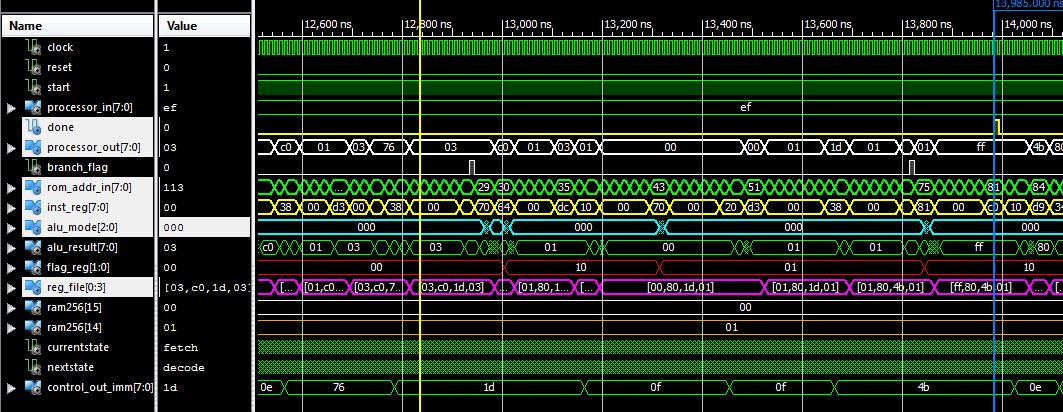 13,985.000 ns
Name Value 12,600 ns 12,800 ns 13,000 ns 13,200 ns 13,400 ns 13,600 ns 13,800 ns 14,000 ns
clock 1
reset 0
start 1
processor_in[7:0] ef ef
done 0
processor_out[7:0] 03 c0 01 03 76 03 c0 01 03 01 00 00 01 1d 01 01 ff 4b 80
branch_flag 0
rom_addr_in[7:0] 113 ... 29 30 35 43 51 75 81 84
inst_reg[7:0] 00 38 00 d3 00 38 00 70 64 00 dc 10 00 70 00 20 d3 00 38 00 81 00 c0 10 d9 34
alu_mode[2:0] 000 000 000 000 000 000
alu_result[7:0] 03 c0 01 03 03 01 00 01 01 ff 80
flag_reg[1:0] 00 00 10 01 10
reg_file[0:3] [03,c0,1d,03] [... [01,c0... [03,c0,7... [03,c0,1d,03] [... [01,80,1... [... [00,80,1d,01] [01,80,1d,01] [01,80,4b,01] [ff,80,4b,01] ... [...
ram256[15] 00 00
ram256[14] 01 01
currentstate fetch
nextstate decode
control_out_imm[7:0] 1d 0e 76 1d 0f 0f 4b 0e